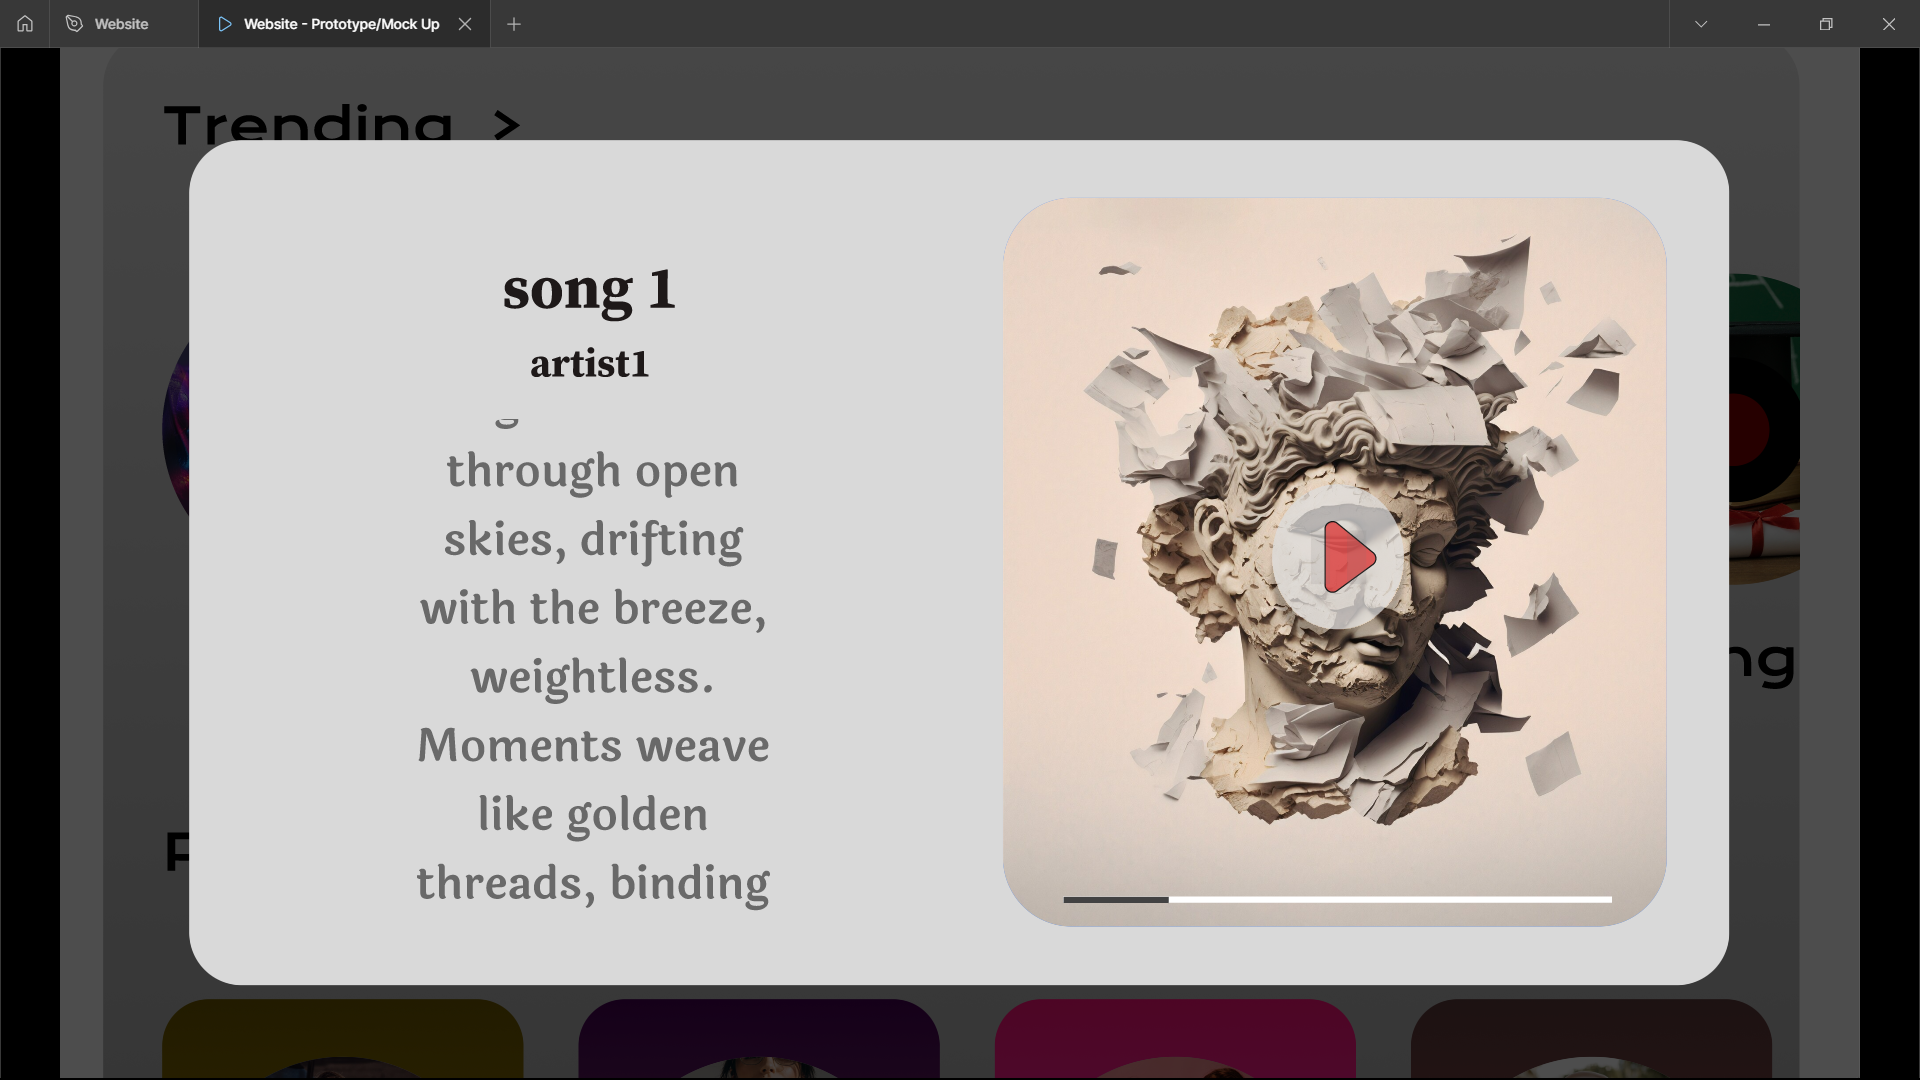 Website
Website - Prototype/Mock Up
Trending >
song 1
artist1
through open
skies, drifting
with the breeze,
weightless.
Moments weave
like golden
threads, binding
ng